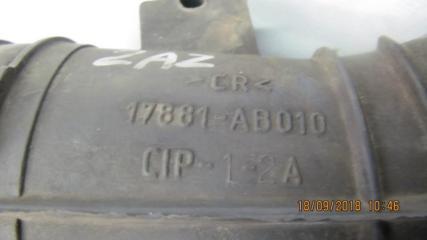 ZAZ
>CR<
17881-AB010
CIP-1-2A
18/09/2018 10:46